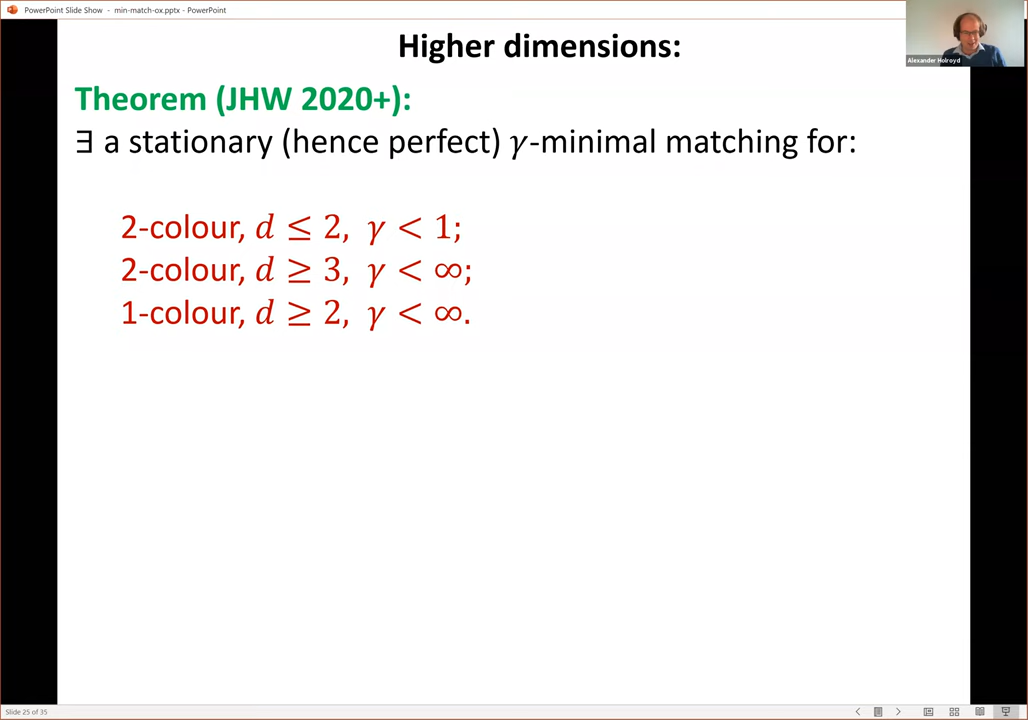 PowerPoint Slide Show - min-match-ox.pptx - PowerPoint
Alexander Holroyd
Higher dimensions:
Theorem (JHW 2020+):
∃ a stationary (hence perfect) γ-minimal matching for:
2-colour, d ≤ 2, γ < 1;
2-colour, d ≥ 3, γ < ∞;
1-colour, d ≥ 2, γ < ∞.
Slide 25 of 35